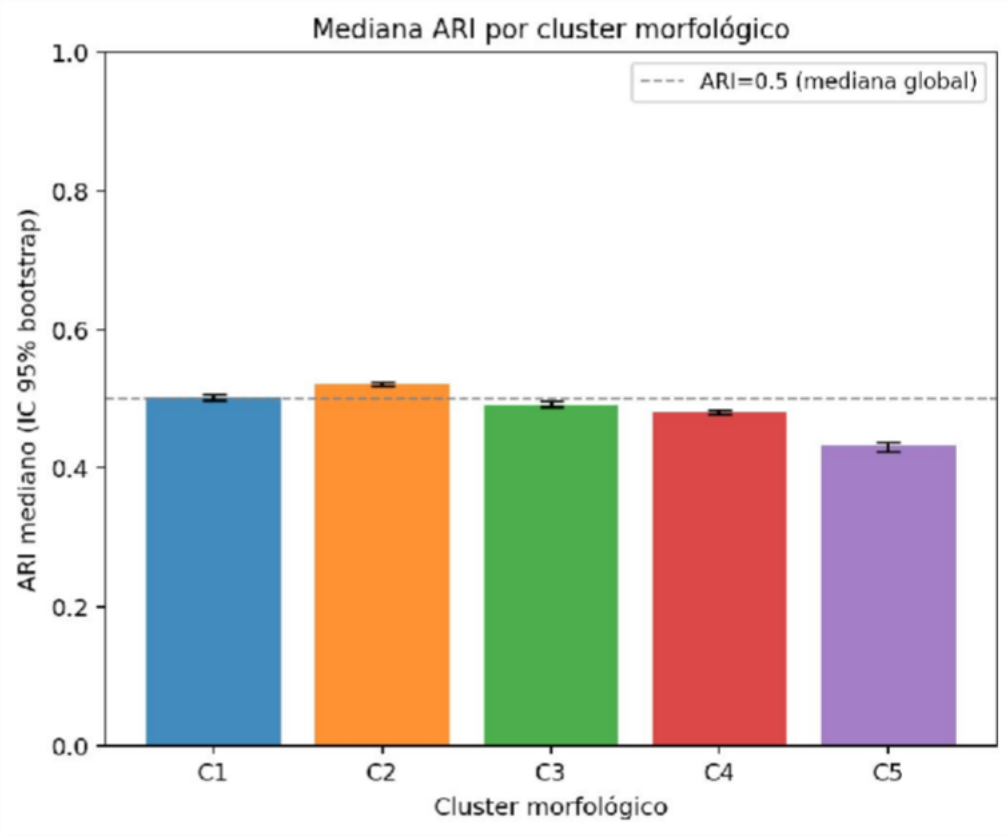 Mediana ARI por cluster morfológico
ARI=0.5 (mediana global)
ARI mediano (IC 95% bootstrap)
1.0
0.8
0.6
0.4
0.2
0.0
C1 C2 C3 C4 C5
Cluster morfológico